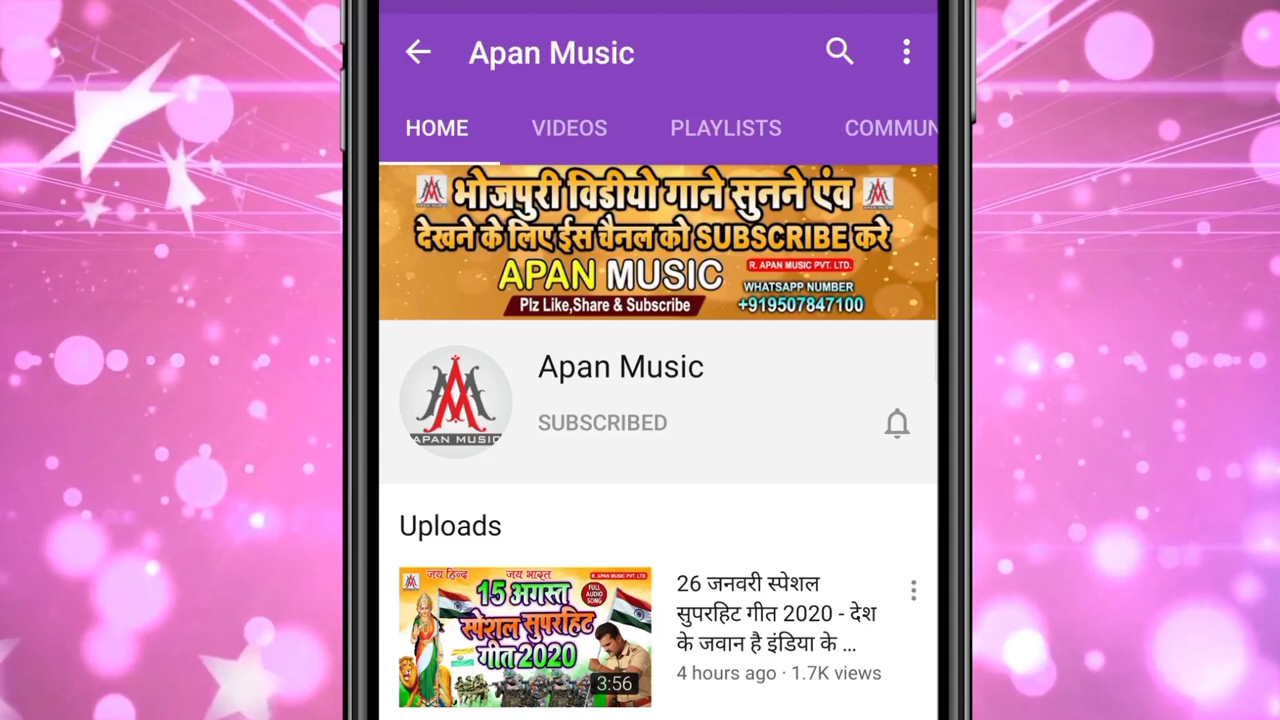 Apan Music
HOME VIDEOS PLAYLISTS COMMUN
भोजपुरी विडीयो गाने सुनने एंव
देखने के लिए ईस चैनल को SUBSCRIBE करे
APAN MUSIC
R. APAN MUSIC PVT. LTD.
WHATSAPP NUMBER
+919507847100
Plz Like,Share & Subscribe
Apan Music
SUBSCRIBED
APAN MUSIC
Uploads
जय हिन्द जय भारत
R. APAN MUSIC PVT. LTD
15 अगस्त
FULL
AUDIO
SONG
स्पेशल सुपरहिट
गीत 2020
3:56
26 जनवरी स्पेशल
सुपरहिट गीत 2020 - देश
के जवान है इंडिया के ...
4 hours ago · 1.7K views